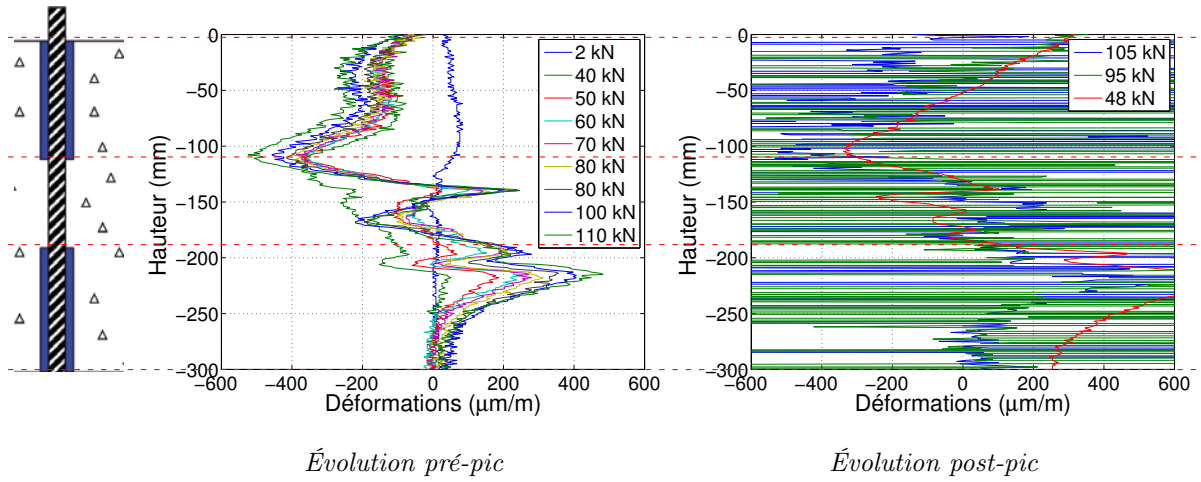 0
−50
−100
−150
−200
−250
−300
−600
−400
−200
0
200
400
600
Hauteur (mm)
Déformations (µm/m)
2 kN
40 kN
50 kN
60 kN
70 kN
80 kN
80 kN
100 kN
110 kN
Évolution pré-pic
0
−50
−100
−150
−200
−250
−300
−600
−400
−200
0
200
400
600
Hauteur (mm)
Déformations (µm/m)
105 kN
95 kN
48 kN
Évolution post-pic